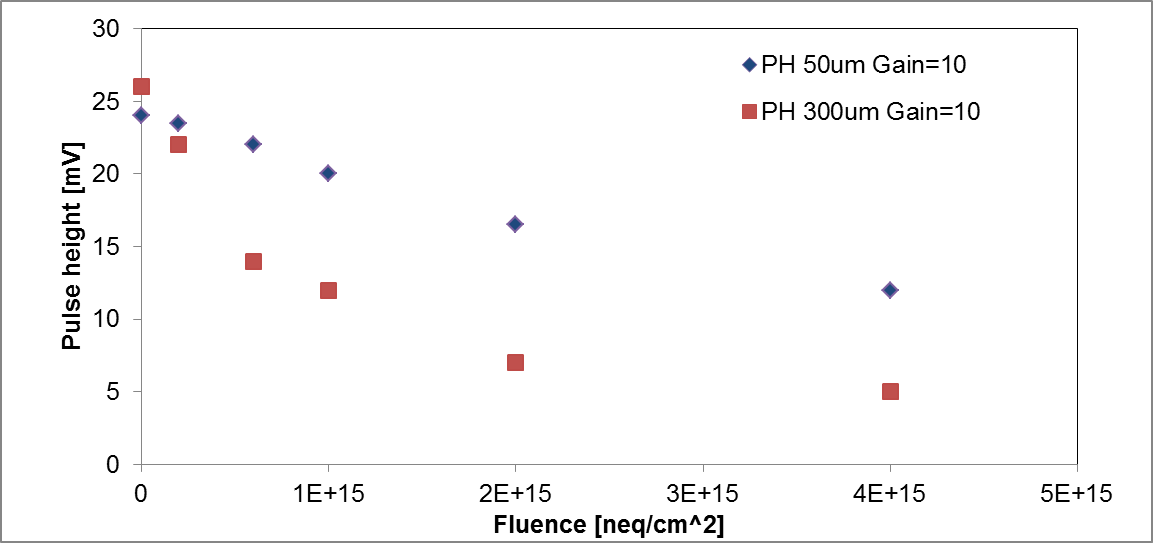 30
25
20
15
10
5
0
Pulse height [mV]
PH 50um Gain=10
PH 300um Gain=10
0 1E+15 2E+15 3E+15 4E+15 5E+15
Fluence [neq/cm^2]